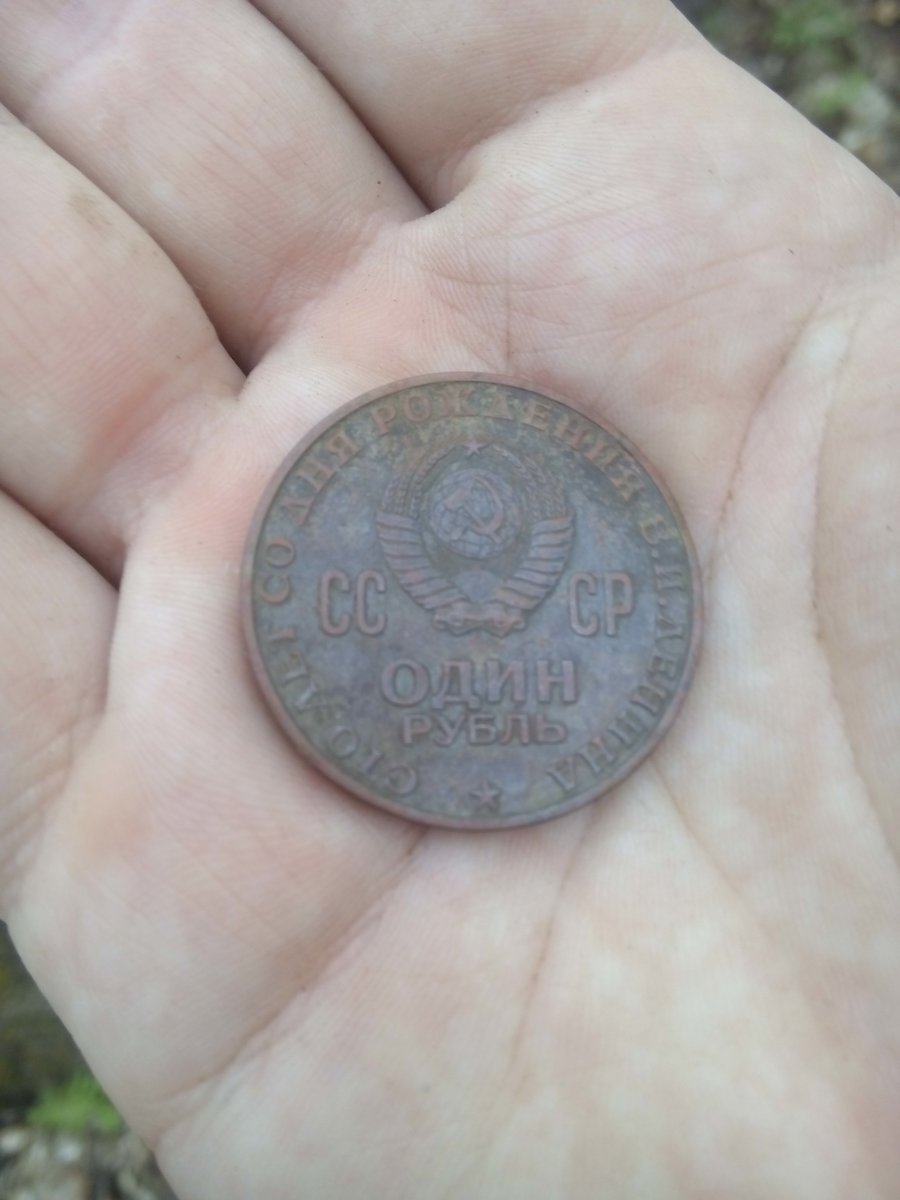 СТО ЛЕТ СО ДНЯ РОЖДЕНИЯ В.И.ЛЕНИНА
СС СР
ОДИН
РУБЛЬ